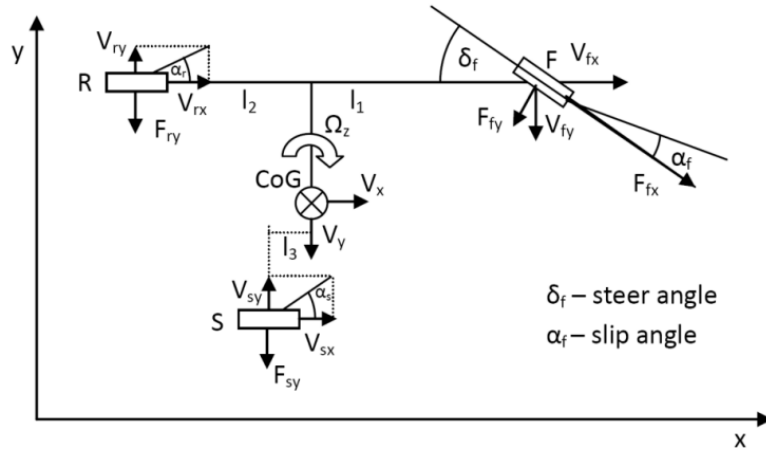 y
V_ry
α_r
R
V_rx
F_ry
l_2
l_1
δ_f
F
V_fx
F_fy
V_fy
α_f
F_fx
Ω_z
CoG
V_x
V_y
l_3
V_sy
α_s
S
V_sx
F_sy
δ_f – steer angle
α_f – slip angle
x